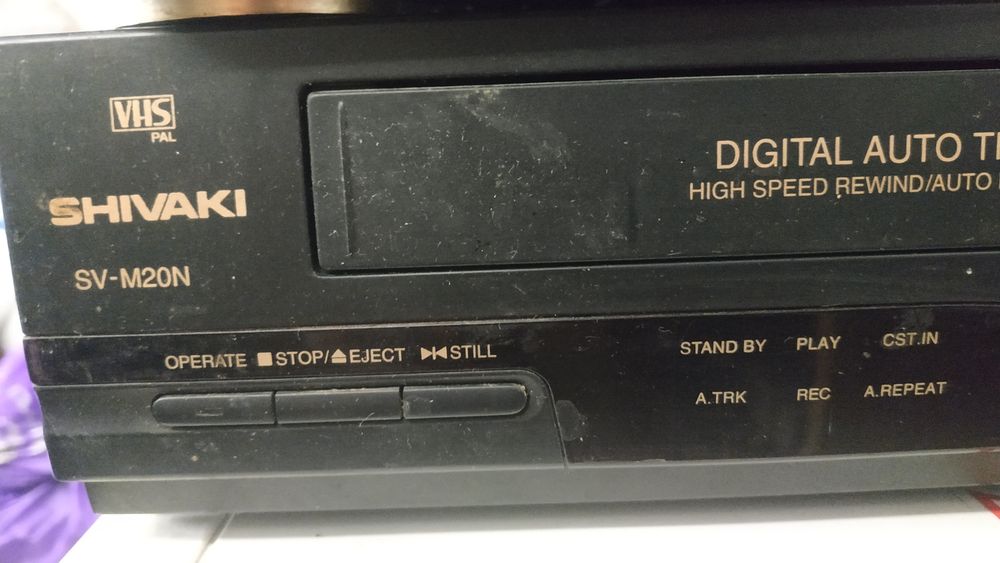 VHS
PAL
SHIVAKI
SV-M20N
DIGITAL AUTO
HIGH SPEED REWIND/AUTO
OPERATE ■STOP/⏏EJECT ▶◀STILL
STAND BY PLAY CST.IN
A.TRK REC A.REPEAT